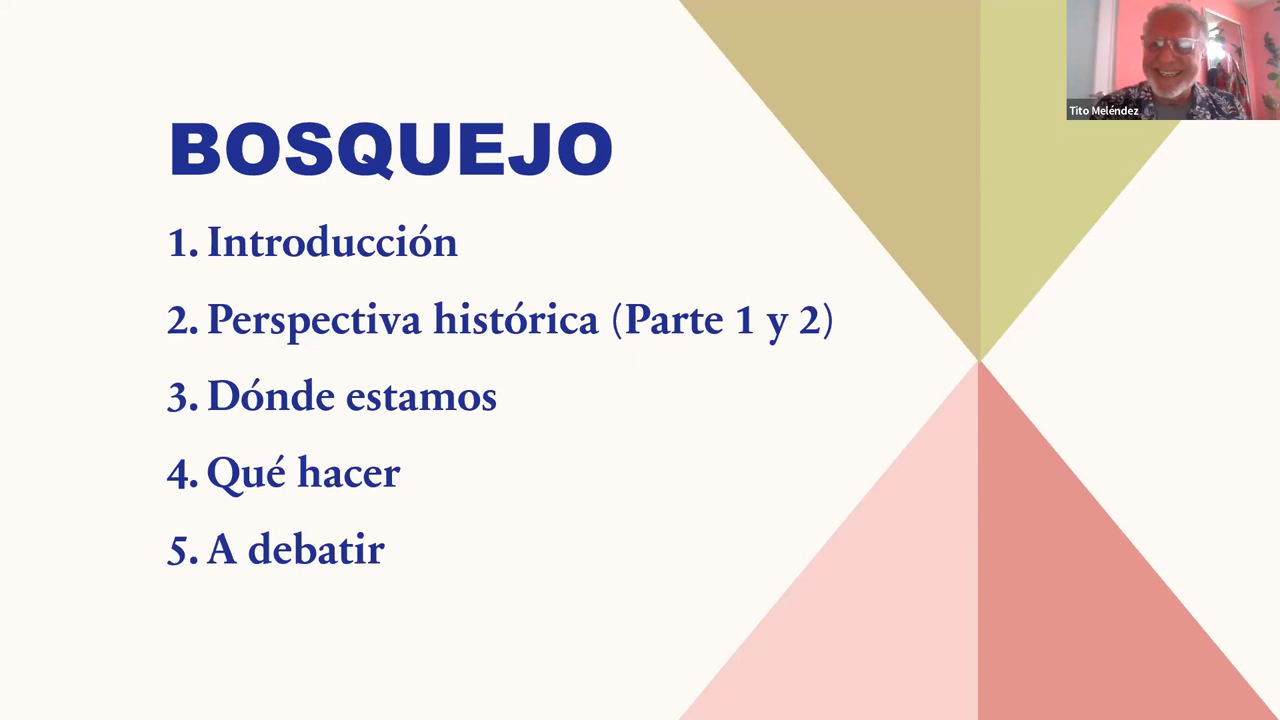 BOSQUEJO
1. Introducción
2. Perspectiva histórica (Parte 1 y 2)
3. Dónde estamos
4. Qué hacer
5. A debatir
Tito Meléndez